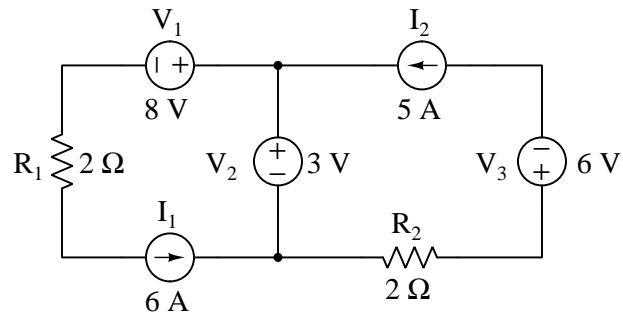 V₁
− +
8 V
I₂
5 A
R₁ 2 Ω
V₂ + − 3 V
V₃ − + 6 V
I₁
6 A
R₂
2 Ω